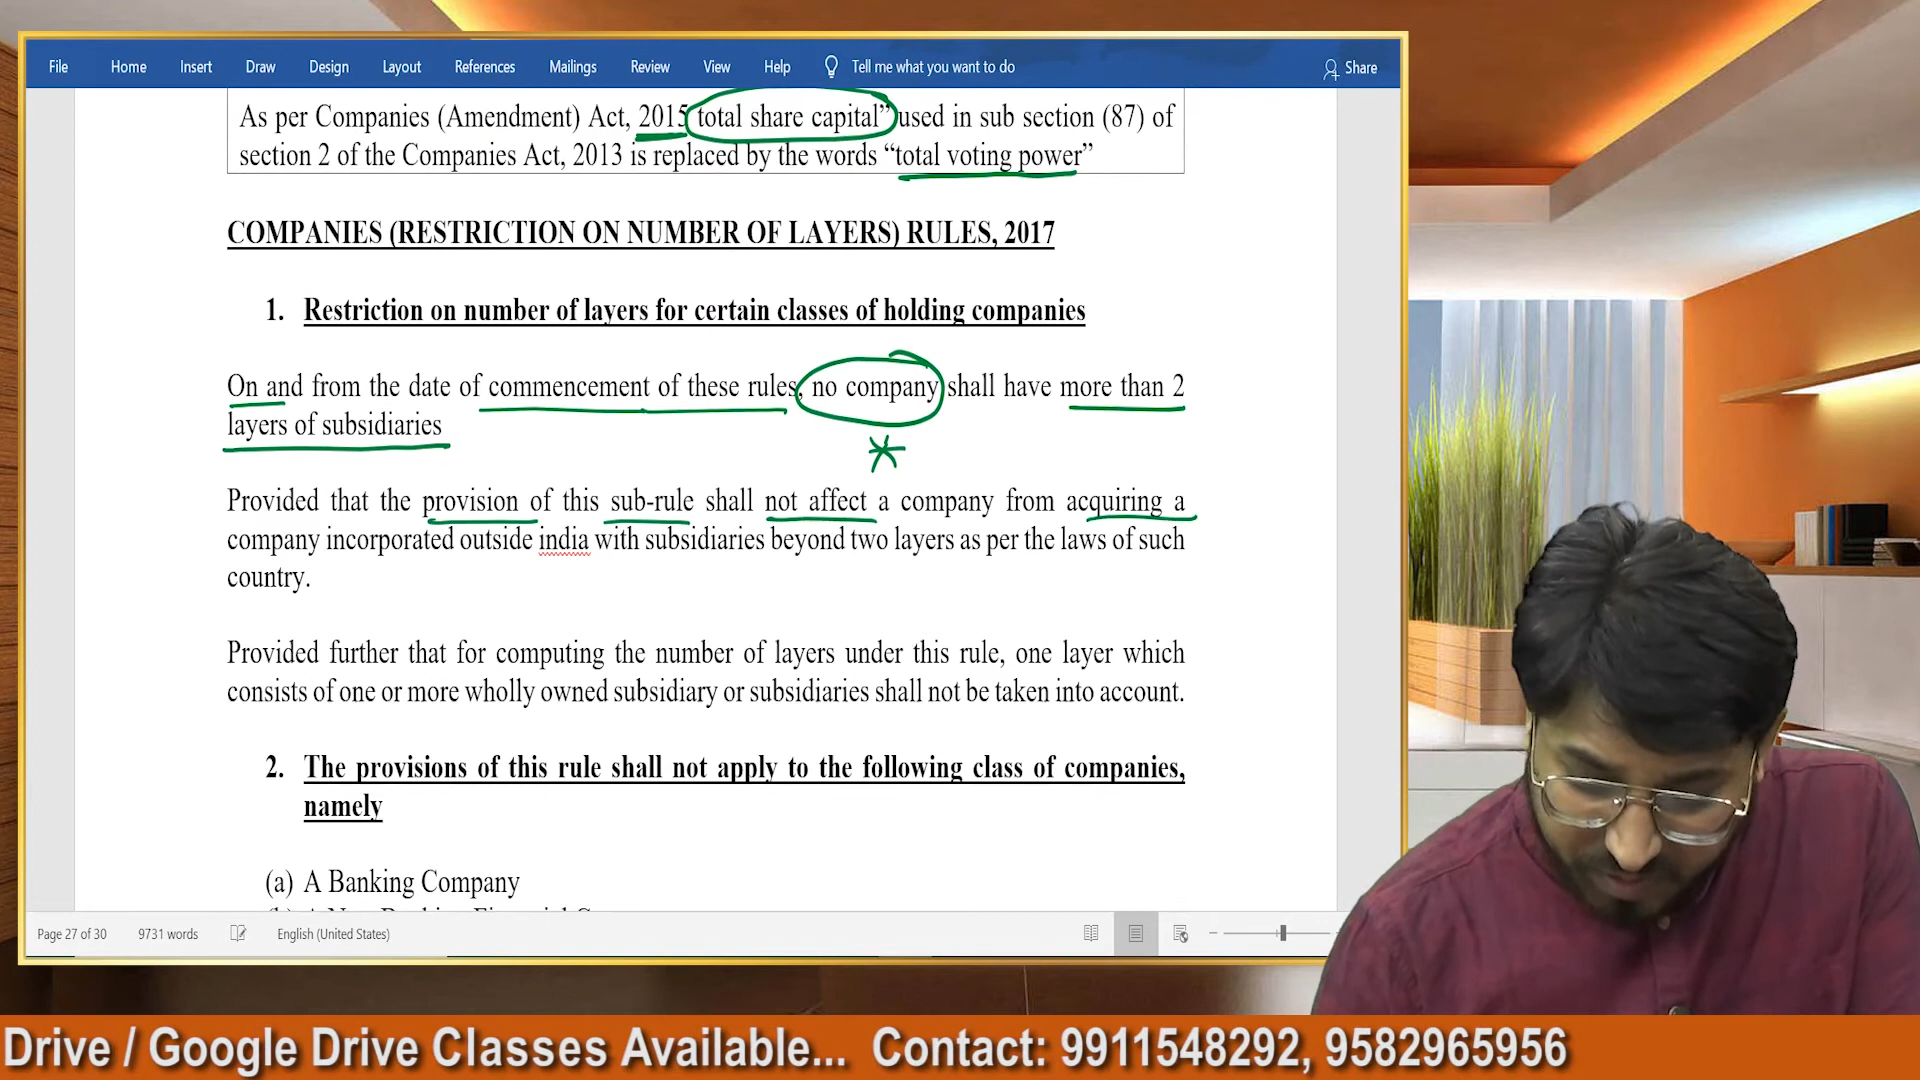 File Home Insert Draw Design Layout References Mailings Review View Help Tell me what you want to do Share
As per Companies (Amendment) Act, 2015 total share capital” used in sub section (87) of
section 2 of the Companies Act, 2013 is replaced by the words “total voting power”
COMPANIES (RESTRICTION ON NUMBER OF LAYERS) RULES, 2017
1. Restriction on number of layers for certain classes of holding companies
On and from the date of commencement of these rules, no company shall have more than 2
layers of subsidiaries
Provided that the provision of this sub-rule shall not affect a company from acquiring a
company incorporated outside india with subsidiaries beyond two layers as per the laws of such
country.
Provided further that for computing the number of layers under this rule, one layer which
consists of one or more wholly owned subsidiary or subsidiaries shall not be taken into account.
2. The provisions of this rule shall not apply to the following class of companies,
namely
(a) A Banking Company
Page 27 of 30 9731 words English (United States)
Drive / Google Drive Classes Available... Contact: 9911548292, 9582965956